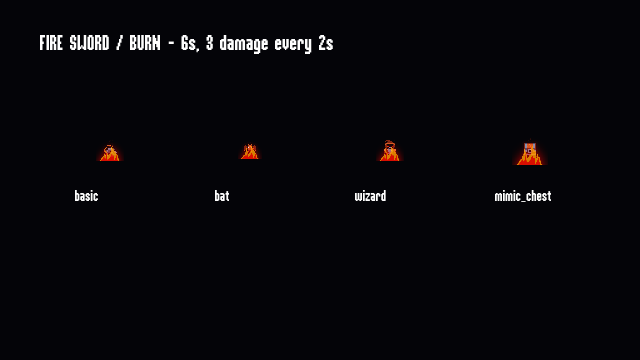 FIRE SWORD / BURN - 6s, 3 damage every 2s
basic
bat
wizard
mimic_chest